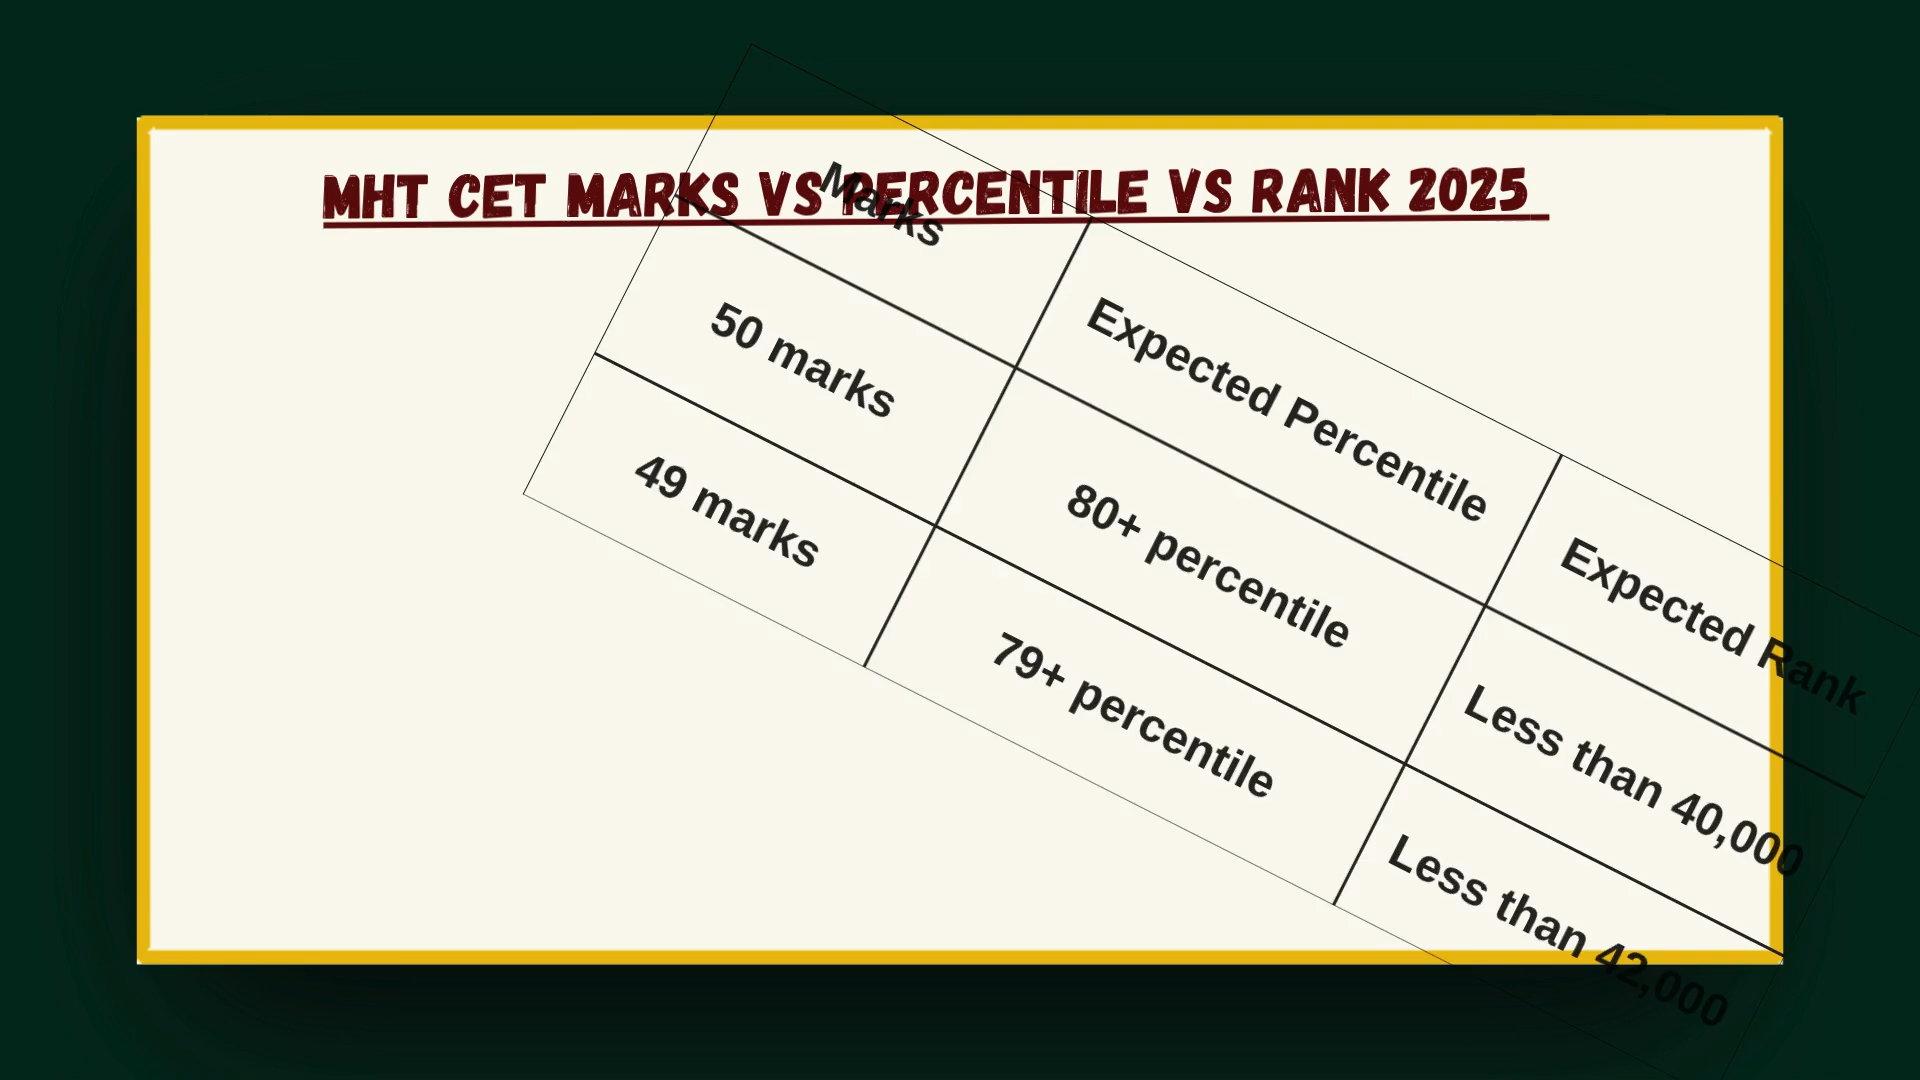 MHT CET MARKS VS PERCENTILE VS RANK 2025
Marks Expected Percentile Expected Rank
50 marks 80+ percentile Less than 40,000
49 marks 79+ percentile Less than 42,000